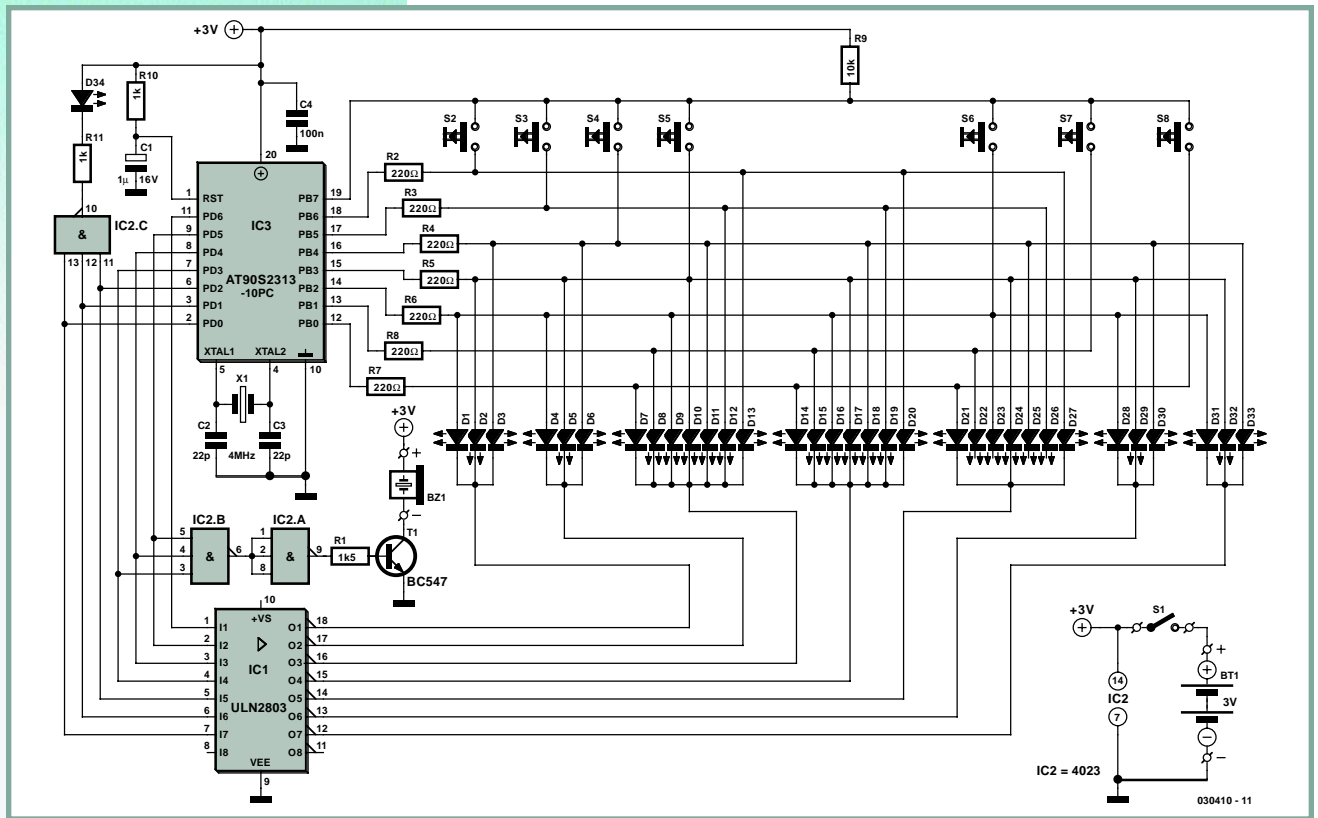 +3V
R9
10k
D34
R10
1k
R11
1k
C4
100n
C1
1µ 16V
S2 S3 S4 S5 S6 S7 S8
20
IC3
AT90S2313
-10PC
1 RST
11 PD6
9 PD5
8 PD4
7 PD3
6 PD2
3 PD1
2 PD0
PB7 19
PB6 18
PB5 17
PB4 16
PB3 15
PB2 14
PB1 13
PB0 12
XTAL1 XTAL2
5 4 10
10
IC2.C
&
13 12 11
R2
220Ω
R3
220Ω
R4
220Ω
R5
220Ω
R6
220Ω
R8
220Ω
R7
220Ω
X1
C2
22p
4MHz
C3
22p
+3V
+
BZ1
–
T1
BC547
D1 D2 D3 D4 D5 D6 D7 D8 D9 D10 D11 D12 D13 D14 D15 D16 D17 D18 D19 D20 D21 D22 D23 D24 D25 D26 D27 D28 D29 D30 D31 D32 D33
IC2.B
5
4
3
&
6
IC2.A
1
2
8
&
9
R1
1k5
10
+VS
IC1
ULN2803
1 I1
2 I2
3 I3
4 I4
5 I5
6 I6
7 I7
8 I8
O1 18
O2 17
O3 16
O4 15
O5 14
O6 13
O7 12
O8 11
VEE
9
+3V
S1
+
BT1
3V
–
14
IC2
7
IC2 = 4023
030410 - 11